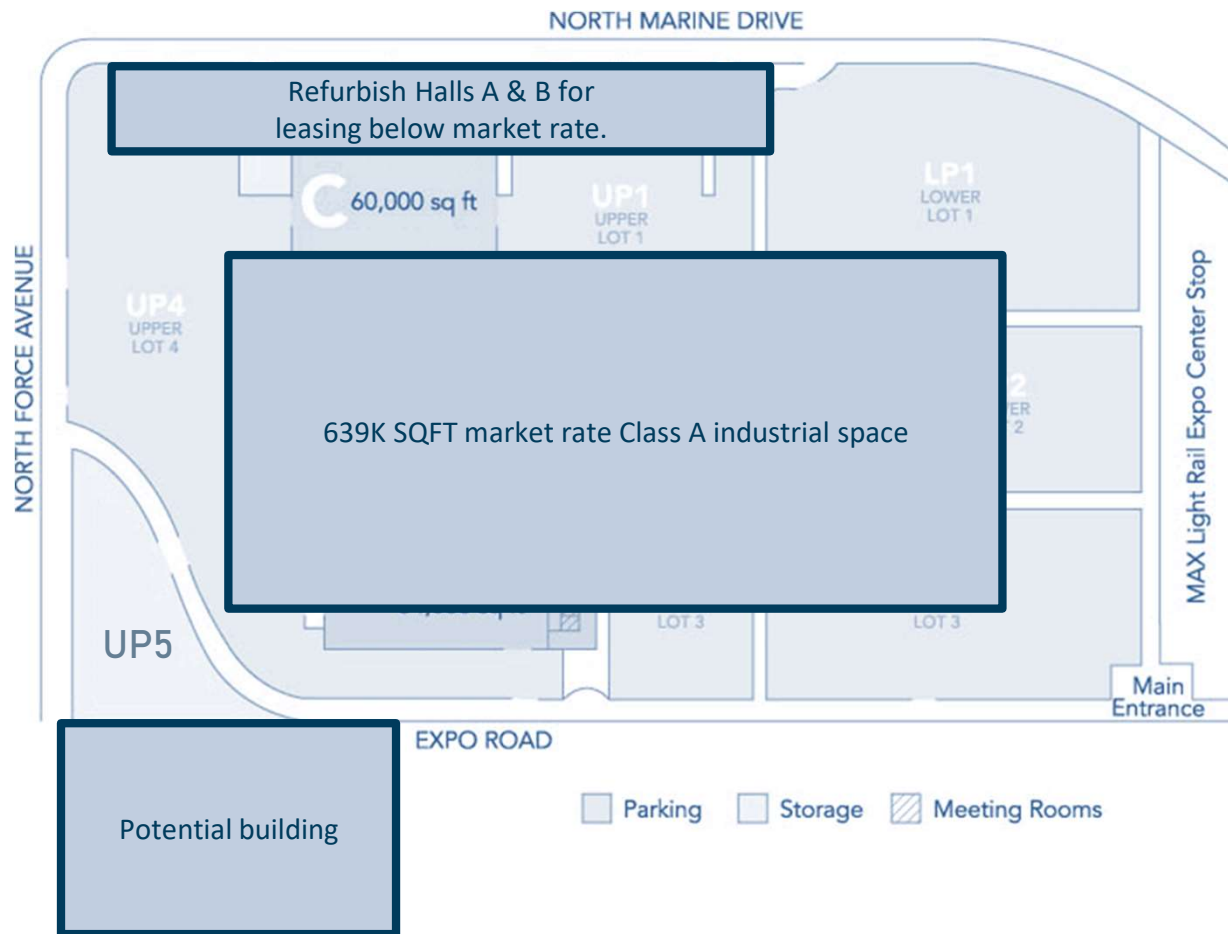 NORTH MARINE DRIVE
Refurbish Halls A & B for
leasing below market rate.
C 60,000 sq ft
UP1
UPPER
LOT 1
LP1
LOWER
LOT 1
NORTH FORCE AVENUE
UP4
UPPER
LOT 4
639K SQFT market rate Class A industrial space
2
MAX Light Rail Expo Center Stop
UP5
LOT 3
LOT 3
Main
Entrance
EXPO ROAD
Potential building
Parking
Storage
Meeting Rooms